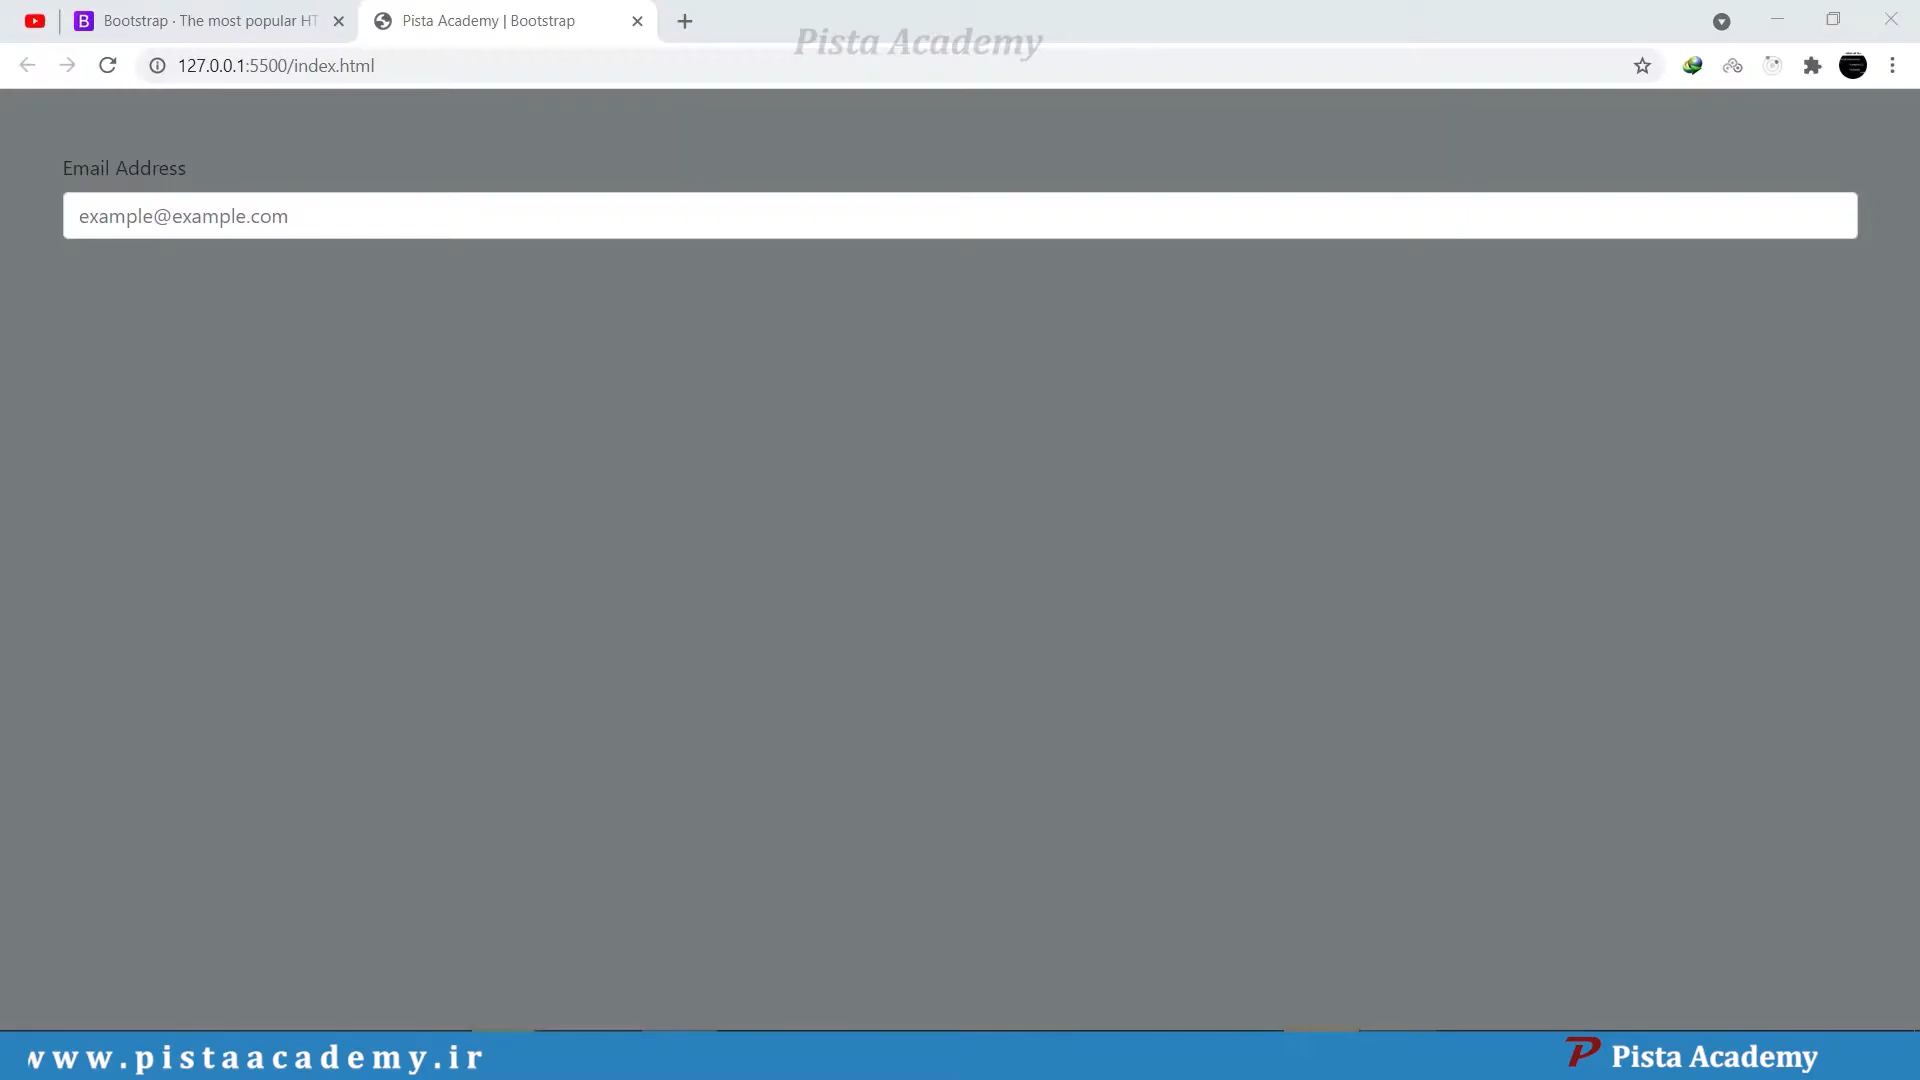 Bootstrap · The most popular HT
Pista Academy | Bootstrap
Pista Academy
127.0.0.1:5500/index.html
Email Address
example@example.com
www.pistaacademy.ir
Pista Academy